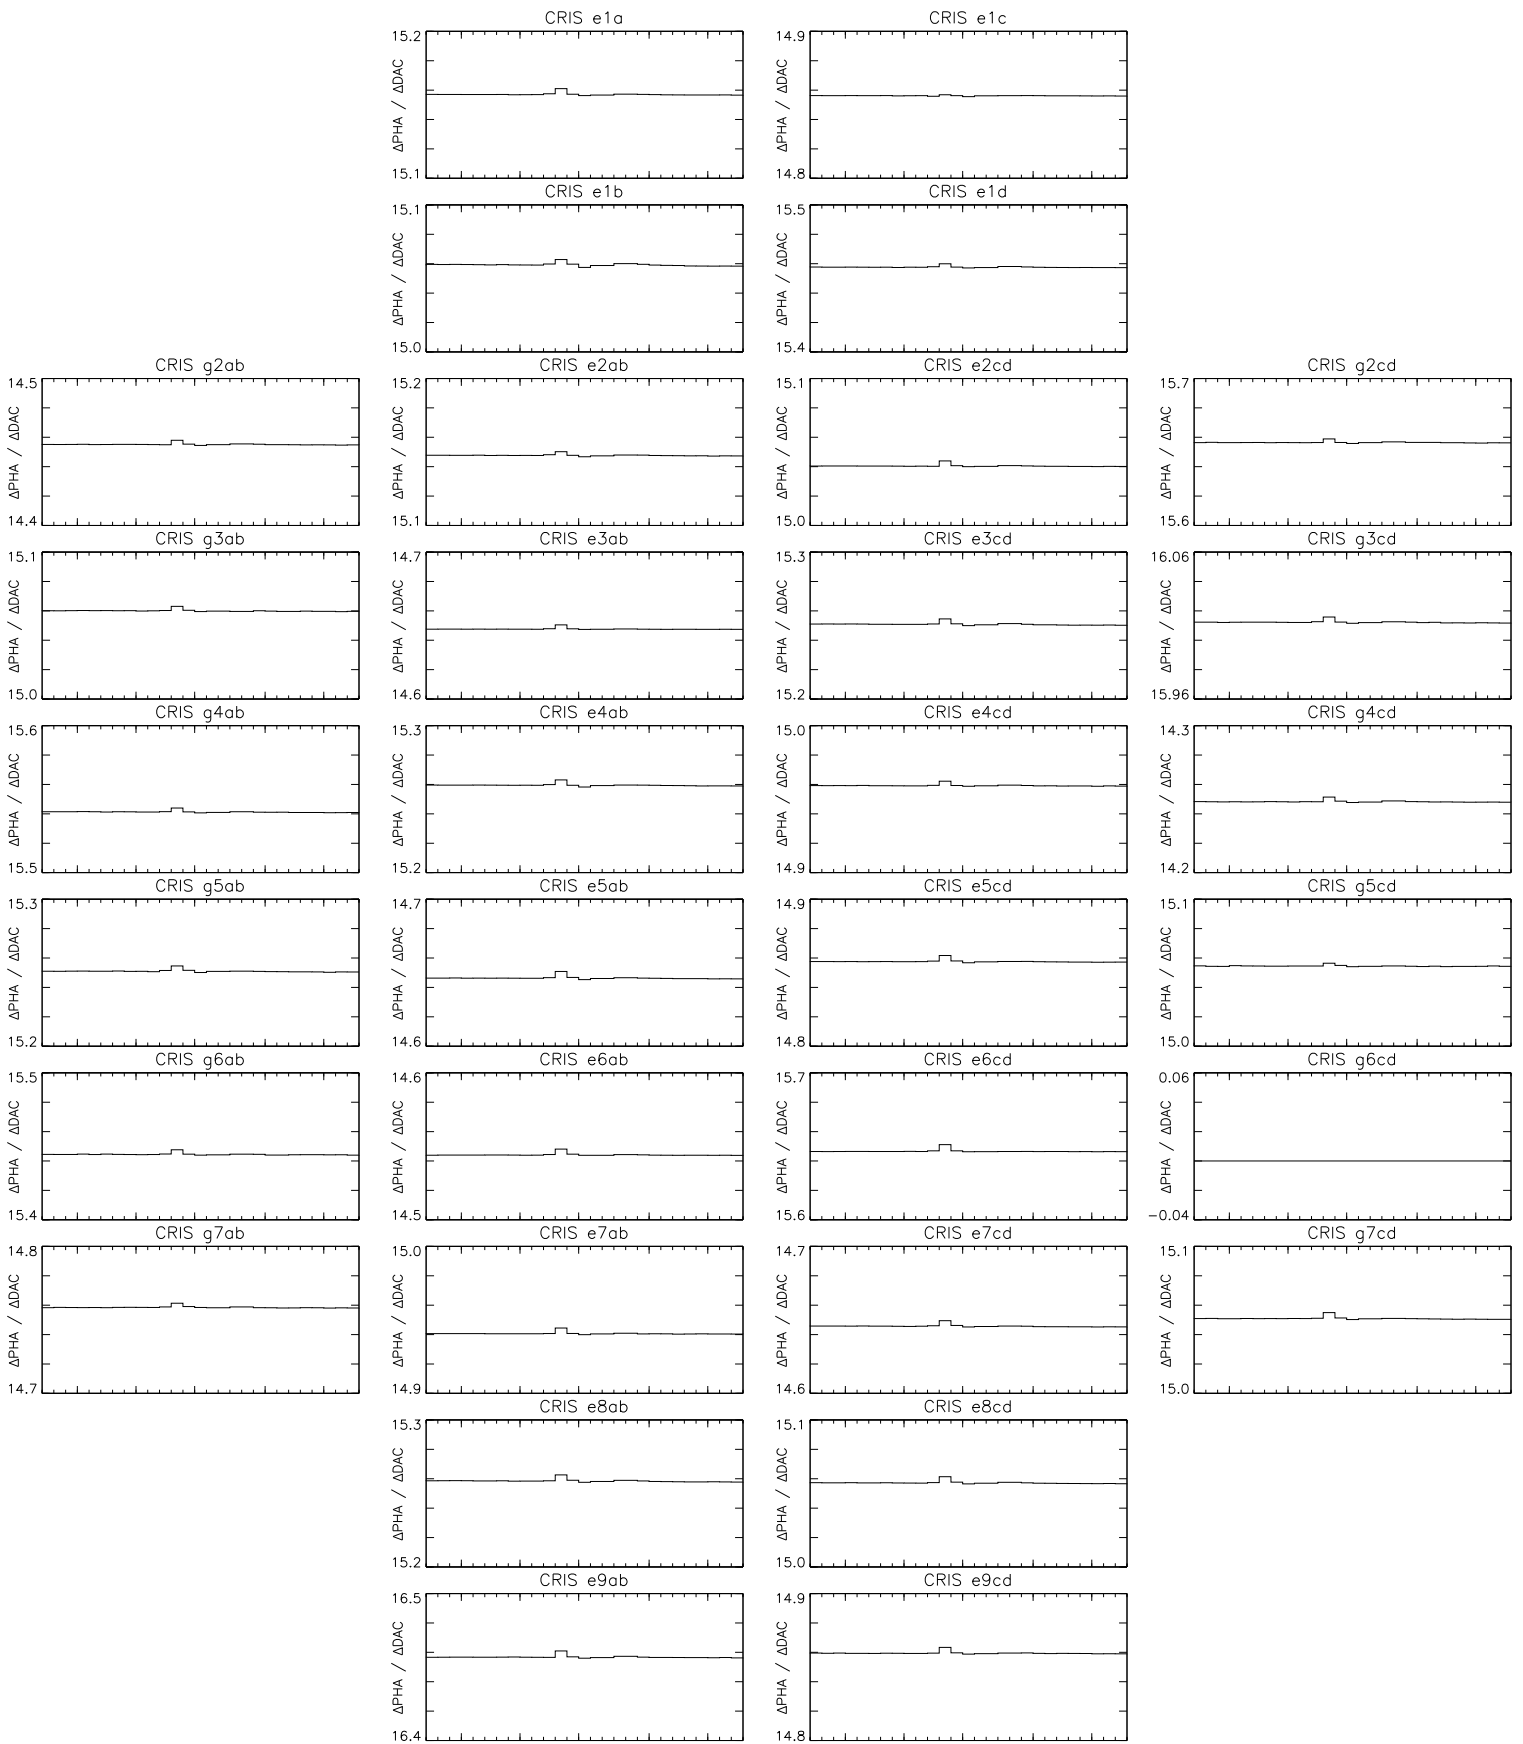 CRIS e1a
15.2
ΔPHA / ΔDAC
15.1
CRIS e1c
14.9
ΔPHA / ΔDAC
14.8
CRIS e1b
15.1
ΔPHA / ΔDAC
15.0
CRIS e1d
15.5
ΔPHA / ΔDAC
15.4
CRIS g2ab
14.5
ΔPHA / ΔDAC
14.4
CRIS e2ab
15.2
ΔPHA / ΔDAC
15.1
CRIS e2cd
15.1
ΔPHA / ΔDAC
15.0
CRIS g2cd
15.7
ΔPHA / ΔDAC
15.6
CRIS g3ab
15.1
ΔPHA / ΔDAC
15.0
CRIS e3ab
14.7
ΔPHA / ΔDAC
14.6
CRIS e3cd
15.3
ΔPHA / ΔDAC
15.2
CRIS g3cd
16.06
ΔPHA / ΔDAC
15.96
CRIS g4ab
15.6
ΔPHA / ΔDAC
15.5
CRIS e4ab
15.3
ΔPHA / ΔDAC
15.2
CRIS e4cd
15.0
ΔPHA / ΔDAC
14.9
CRIS g4cd
14.3
ΔPHA / ΔDAC
14.2
CRIS g5ab
15.3
ΔPHA / ΔDAC
15.2
CRIS e5ab
14.7
ΔPHA / ΔDAC
14.6
CRIS e5cd
14.9
ΔPHA / ΔDAC
14.8
CRIS g5cd
15.1
ΔPHA / ΔDAC
15.0
CRIS g6ab
15.5
ΔPHA / ΔDAC
15.4
CRIS e6ab
14.6
ΔPHA / ΔDAC
14.5
CRIS e6cd
15.7
ΔPHA / ΔDAC
15.6
CRIS g6cd
0.06
ΔPHA / ΔDAC
−0.04
CRIS g7ab
14.8
ΔPHA / ΔDAC
14.7
CRIS e7ab
15.0
ΔPHA / ΔDAC
14.9
CRIS e7cd
14.7
ΔPHA / ΔDAC
14.6
CRIS g7cd
15.1
ΔPHA / ΔDAC
15.0
CRIS e8ab
15.3
ΔPHA / ΔDAC
15.2
CRIS e8cd
15.1
ΔPHA / ΔDAC
15.0
CRIS e9ab
16.5
ΔPHA / ΔDAC
16.4
CRIS e9cd
14.9
ΔPHA / ΔDAC
14.8